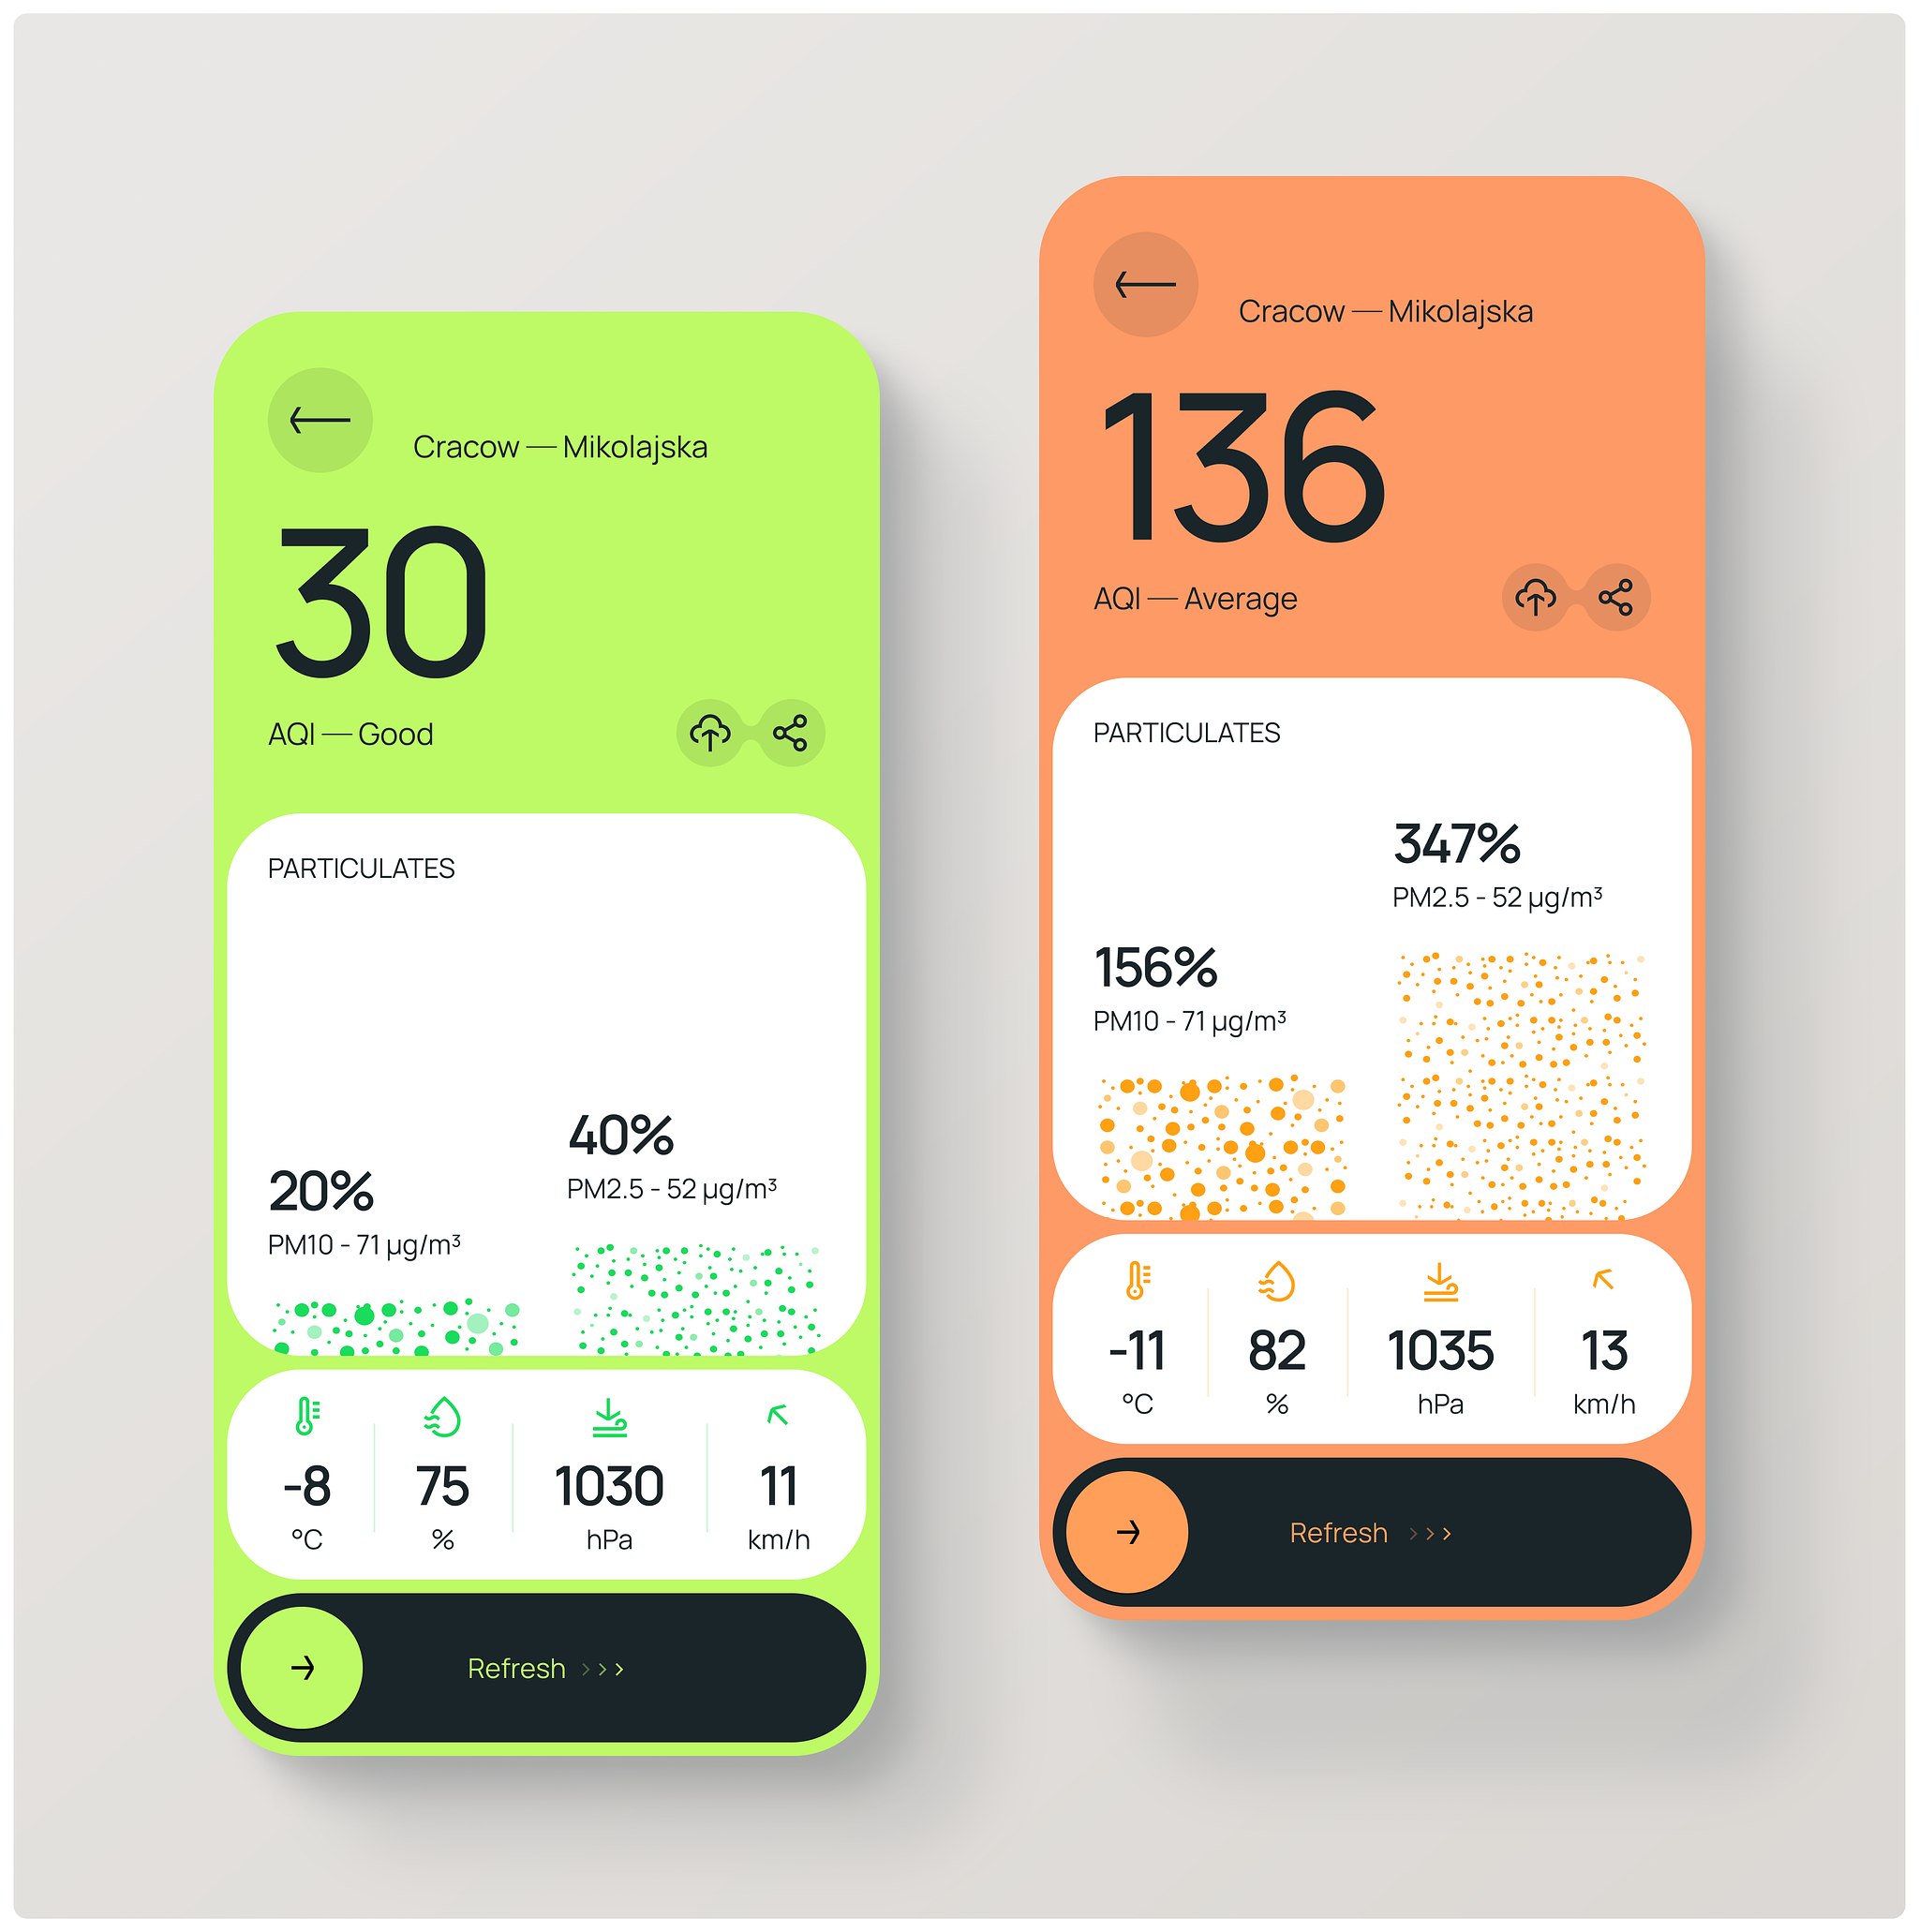 Cracow — Mikolajska
30
AQI — Good
PARTICULATES
40%
PM2.5 - 52 µg/m³
20%
PM10 - 71 µg/m³
-8 75 1030 11
°C % hPa km/h
Refresh › › ›
Cracow — Mikolajska
136
AQI — Average
PARTICULATES
347%
PM2.5 - 52 µg/m³
156%
PM10 - 71 µg/m³
-11 82 1035 13
°C % hPa km/h
Refresh › › ›